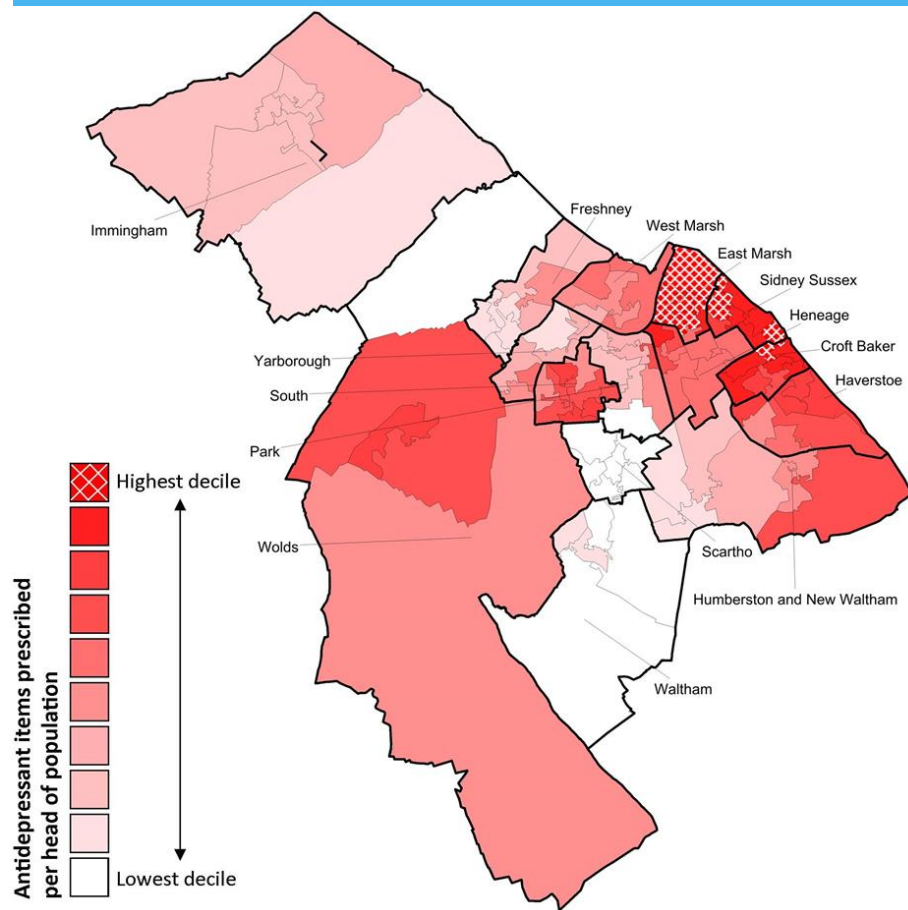 Freshney
West Marsh
East Marsh
Sidney Sussex
Heneage
Croft Baker
Haverstoe
Immingham
Yarborough
South
Park
Wolds
Scartho
Humberston and New Waltham
Waltham
Antidepressant items prescribed
per head of population
Highest decile
Lowest decile